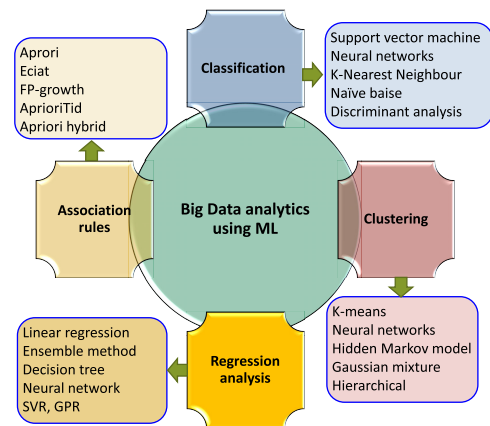 Aprori
Eciat
FP-growth
AprioriTid
Apriori hybrid
Classification
Support vector machine
Neural networks
K-Nearest Neighbour
Naïve baise
Discriminant analysis
Association
rules
Big Data analytics
using ML
Clustering
Linear regression
Ensemble method
Decision tree
Neural network
SVR, GPR
Regression
analysis
K-means
Neural networks
Hidden Markov model
Gaussian mixture
Hierarchical